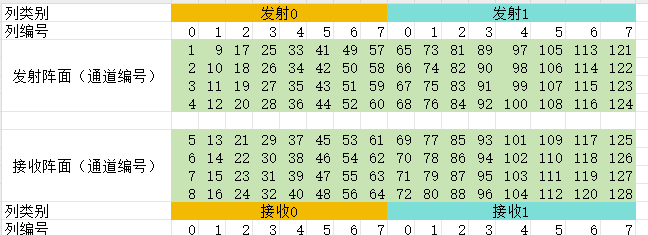 列类别 发射0 发射1
列编号 0 1 2 3 4 5 6 7 0 1 2 3 4 5 6 7
发射阵面（通道编号）
1 9 17 25 33 41 49 57 65 73 81 89 97 105 113 121
2 10 18 26 34 42 50 58 66 74 82 90 98 106 114 122
3 11 19 27 35 43 51 59 67 75 83 91 99 107 115 123
4 12 20 28 36 44 52 60 68 76 84 92 100 108 116 124
接收阵面（通道编号）
5 13 21 29 37 45 53 61 69 77 85 93 101 109 117 125
6 14 22 30 38 46 54 62 70 78 86 94 102 110 118 126
7 15 23 31 39 47 55 63 71 79 87 95 103 111 119 127
8 16 24 32 40 48 56 64 72 80 88 96 104 112 120 128
列类别 接收0 接收1
列编号 0 1 2 3 4 5 6 7 0 1 2 3 4 5 6 7